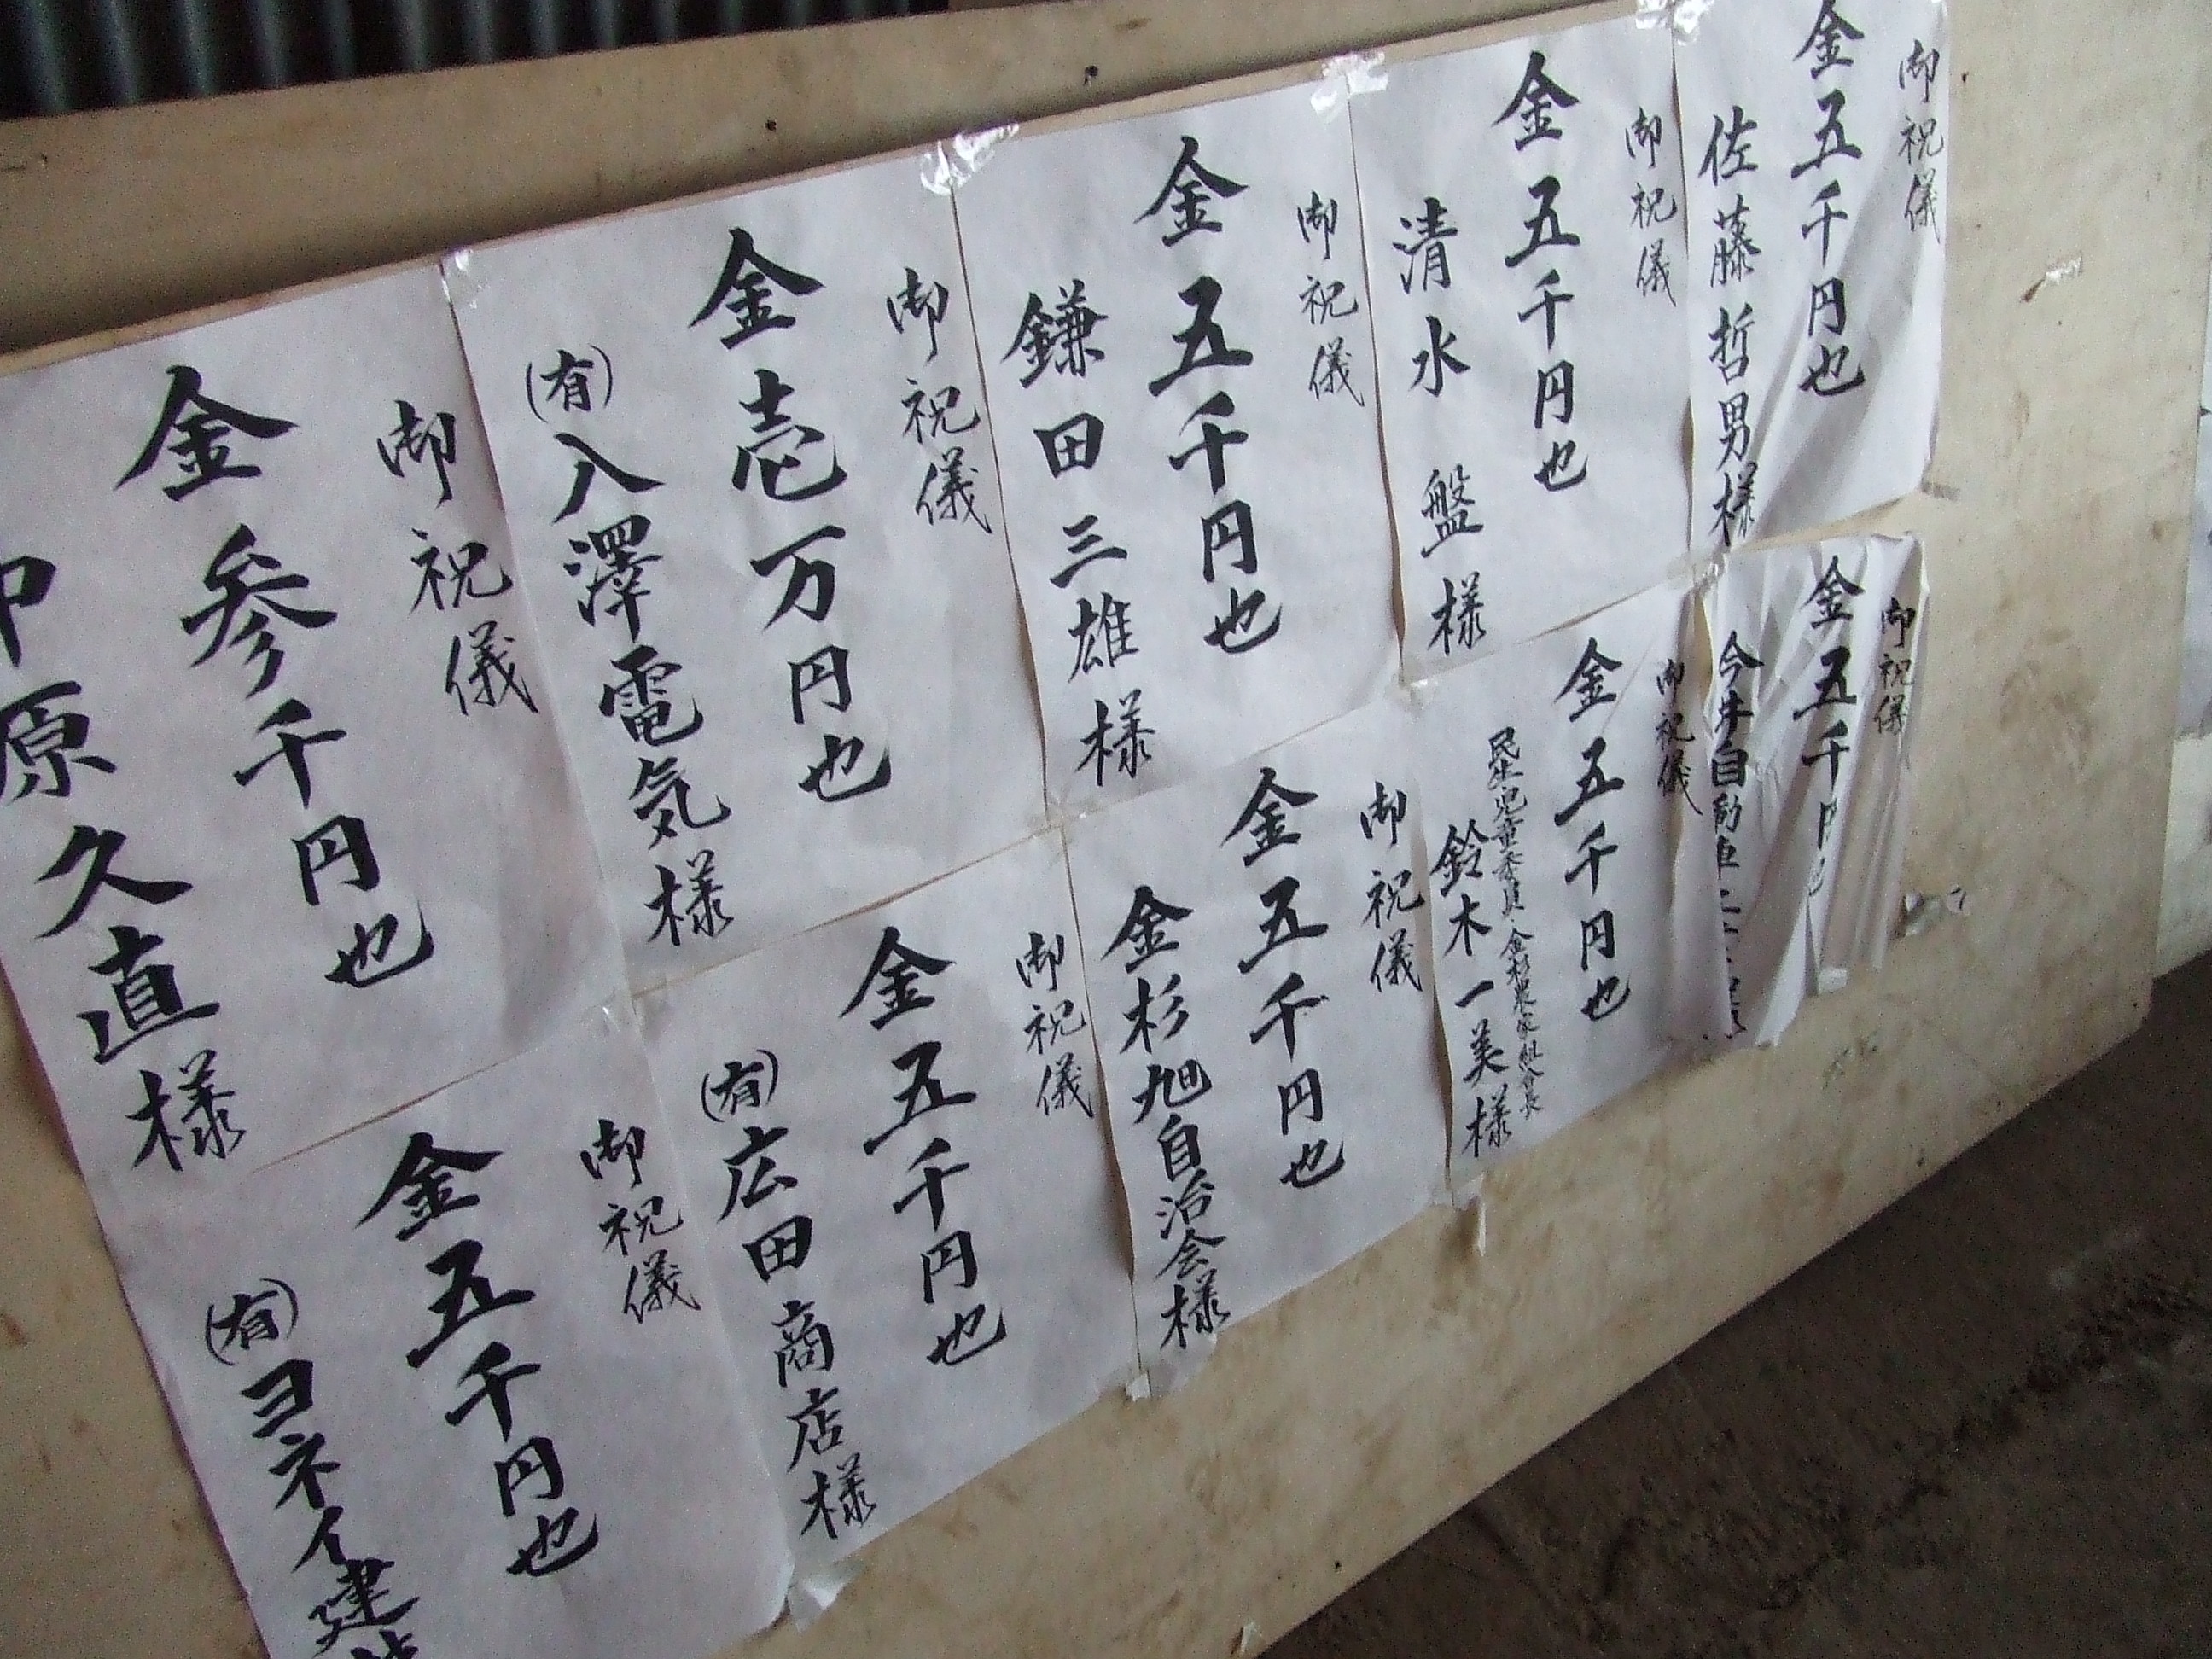 御祝儀
金五千円也
佐藤哲男様
御祝儀
金五千円也
清水 盤様
御祝儀
金五千円也
鎌田三雄様
御祝儀
金壱万円也
(有)入澤電気様
御祝儀
金参千円也
原久直様
御祝儀
金五千円
今井自動車
御祝儀
金五千円也
民生児童委員 金杉農家組合長
鈴木一美様
御祝儀
金五千円也
金杉旭自治会様
御祝儀
金五千円也
(有)広田商店様
御祝儀
金五千円也
(有)ヨネイ建